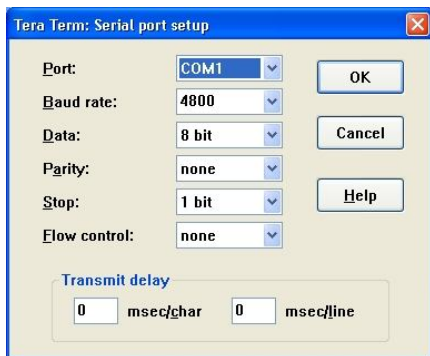 Tera Term: Serial port setup
Port: COM1
OK
Baud rate: 4800
Data: 8 bit
Cancel
Parity: none
Stop: 1 bit
Help
Flow control: none
Transmit delay
0 msec/char 0 msec/line